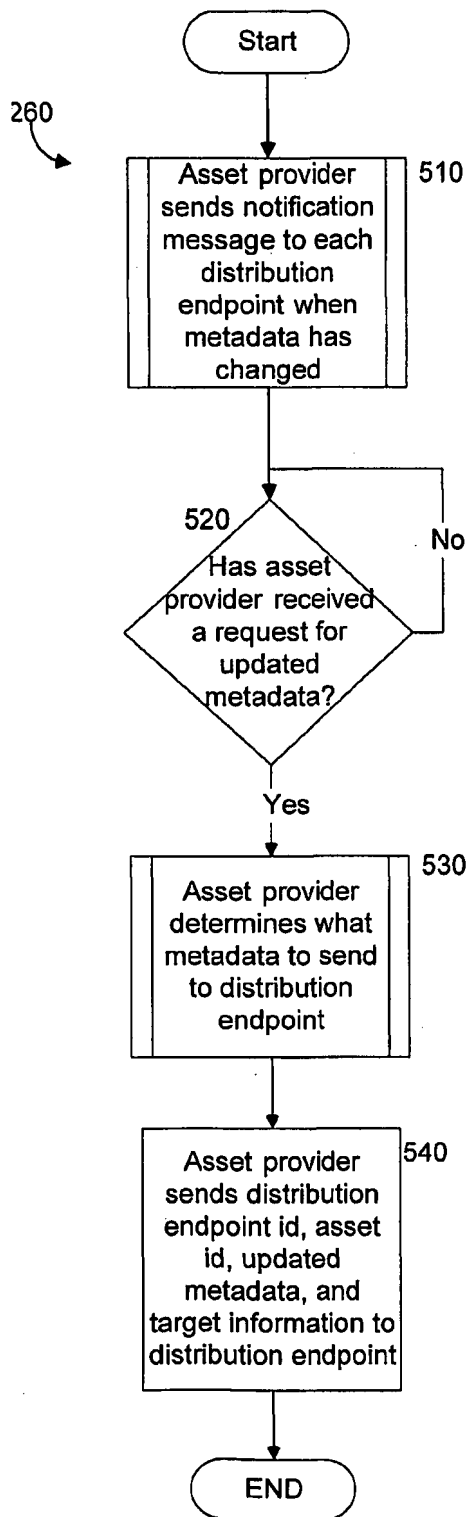 Start
260
510
Asset provider
sends notification
message to each
distribution
endpoint when
metadata has
changed
520
No
Has asset
provider received
a request for
updated
metadata?
Yes
530
Asset provider
determines what
metadata to send
to distribution
endpoint
540
Asset provider
sends distribution
endpoint id, asset
id, updated
metadata, and
target information to
distribution endpoint
END